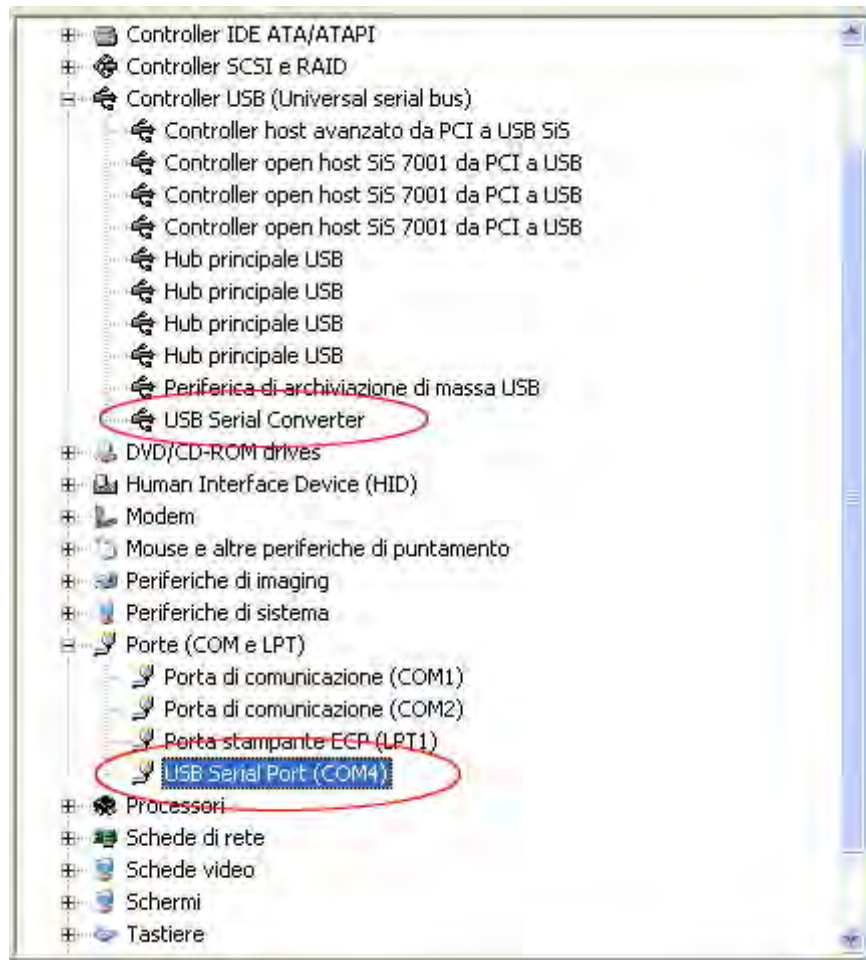 Controller IDE ATA/ATAPI
Controller SCSI e RAID
Controller USB (Universal serial bus)
Controller host avanzato da PCI a USB SiS
Controller open host SiS 7001 da PCI a USB
Controller open host SiS 7001 da PCI a USB
Controller open host SiS 7001 da PCI a USB
Hub principale USB
Hub principale USB
Hub principale USB
Hub principale USB
Periferica di archiviazione di massa USB
USB Serial Converter
DVD/CD-ROM drives
Human Interface Device (HID)
Modem
Mouse e altre periferiche di puntamento
Periferiche di imaging
Periferiche di sistema
Porte (COM e LPT)
Porta di comunicazione (COM1)
Porta di comunicazione (COM2)
Porta stampante ECP (LPT1)
USB Serial Port (COM4)
Processori
Schede di rete
Schede video
Schermi
Tastiere